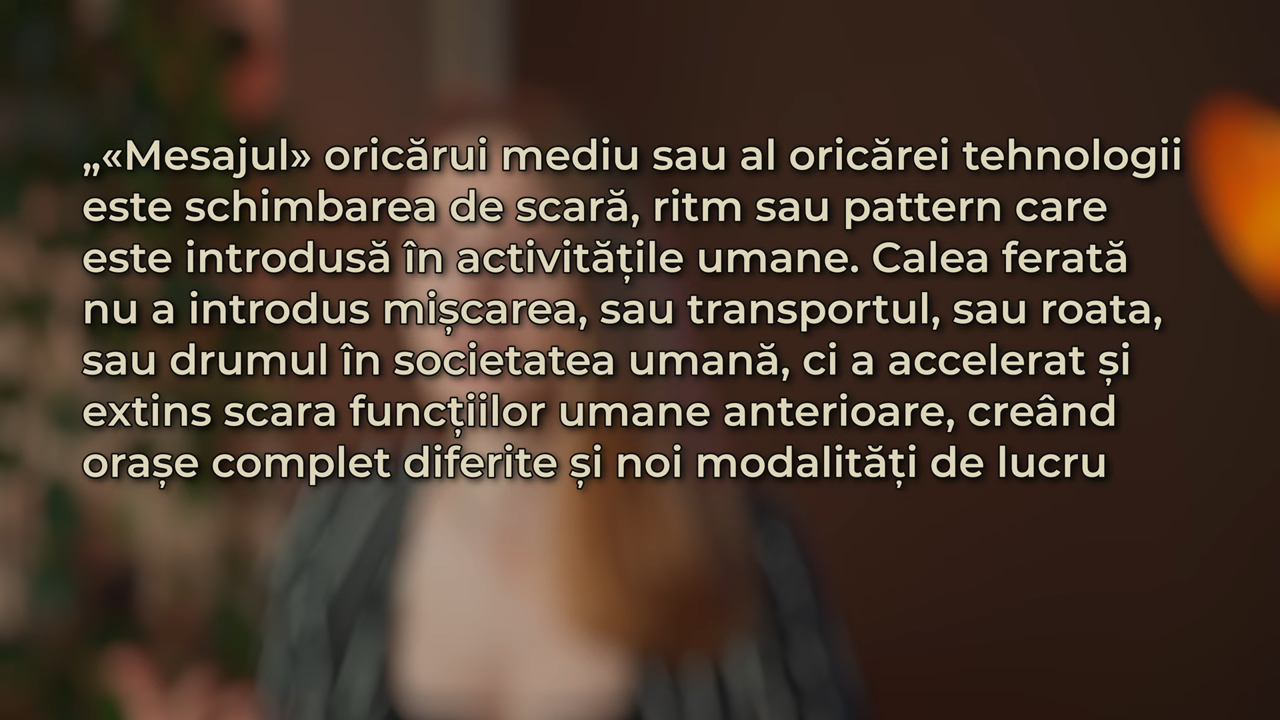 „«Mesajul» oricărui mediu sau al oricărei tehnologii
este schimbarea de scară, ritm sau pattern care
este introdusă în activitățile umane. Calea ferată
nu a introdus mișcarea, sau transportul, sau roata,
sau drumul în societatea umană, ci a accelerat și
extins scara funcțiilor umane anterioare, creând
orașe complet diferite și noi modalități de lucru